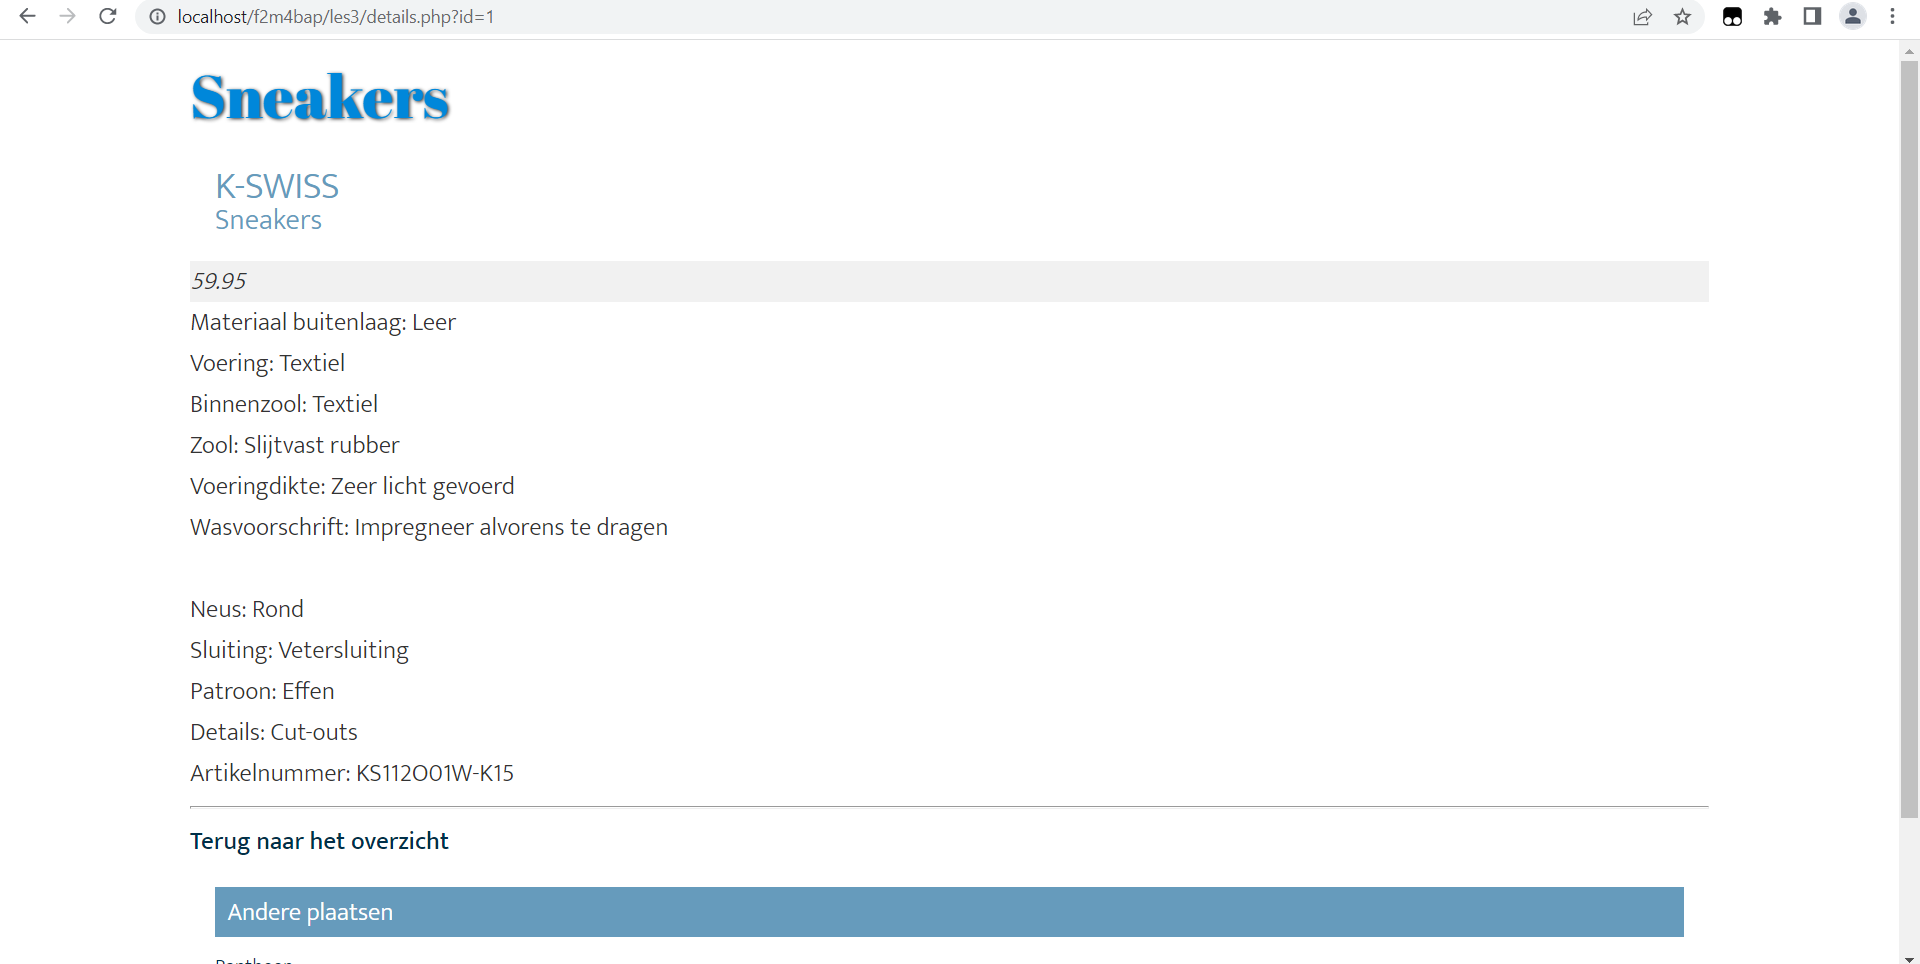 localhost/f2m4bap/les3/details.php?id=1
Sneakers
K-SWISS
Sneakers
59.95
Materiaal buitenlaag: Leer
Voering: Textiel
Binnenzool: Textiel
Zool: Slijtvast rubber
Voeringdikte: Zeer licht gevoerd
Wasvoorschrift: Impregneer alvorens te dragen
Neus: Rond
Sluiting: Vetersluiting
Patroon: Effen
Details: Cut-outs
Artikelnummer: KS112O01W-K15
Terug naar het overzicht
Andere plaatsen